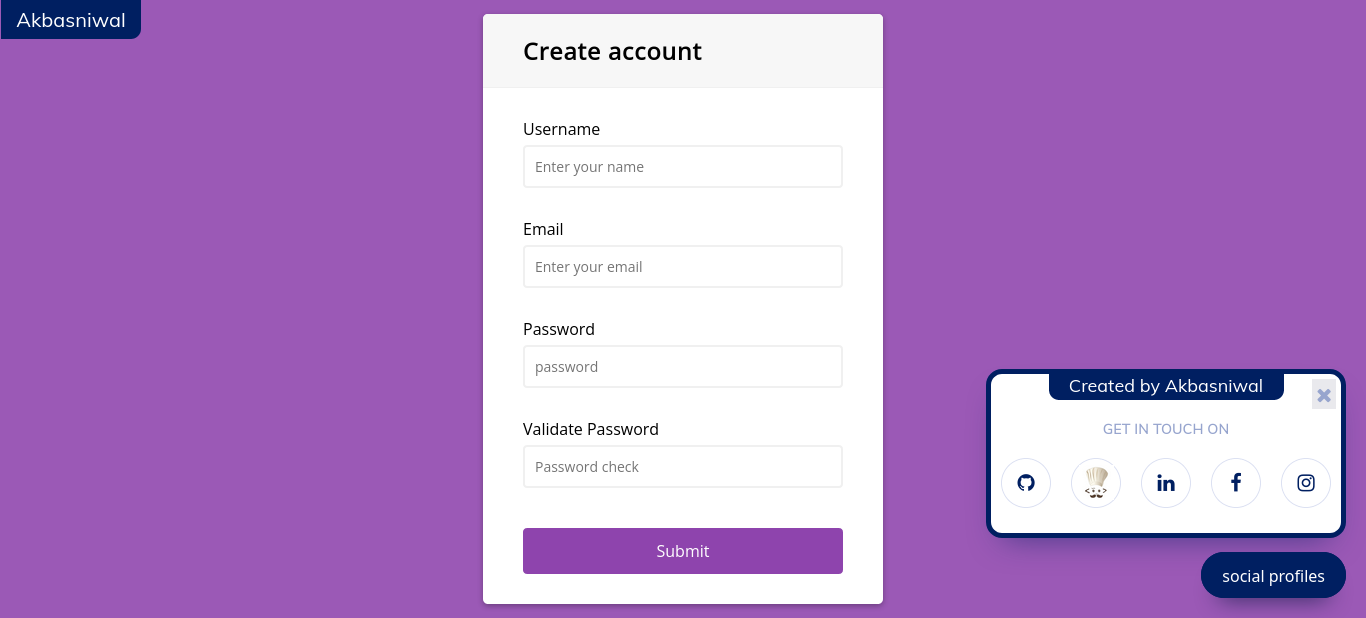 Akbasniwal
Create account
Username
Enter your name
Email
Enter your email
Password
password
Validate Password
Password check
Submit
Created by Akbasniwal
GET IN TOUCH ON
social profiles